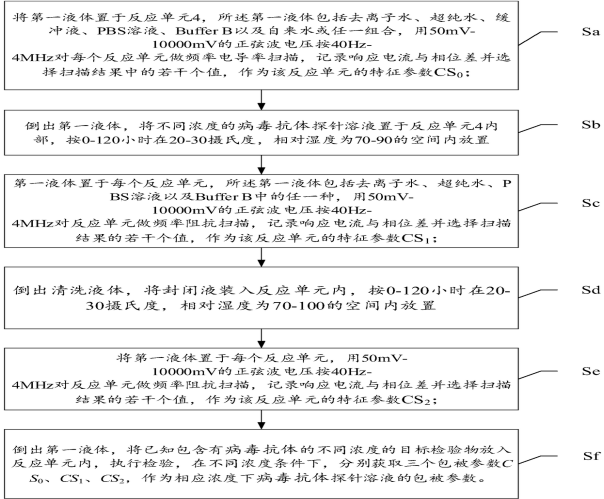 将第一液体置于反应单元4，所述第一液体包括去离子水、超纯水、缓
冲液、PBS溶液、Buffer B以及自来水或任一组合，用50mV-
10000mV的正弦波电压按40Hz-
4MHz对每个反应单元做频率电导率扫描，记录响应电流与相位差并选
择扫描结果中的若干个值，作为该反应单元的特征参数CS0；
Sa
倒出第一液体，将不同浓度的病毒抗体探针溶液置于反应单元4内
部，按0-120小时在20-30摄氏度，相对湿度为70-90的空间内放置
Sb
第一液体置于每个反应单元，所述第一液体包括去离子水、超纯水、P
BS溶液以及Buffer B中的任一种，用50mV-
10000mV的正弦波电压按40Hz-
4MHz对反应单元做频率阻抗扫描，记录响应电流与相位差并选择扫描
结果的若干个值，作为该反应单元的特征参数CS1；
Sc
倒出清洗液体，将封闭液装入反应单元内，按0-120小时在20-
30摄氏度，相对湿度为70-100的空间内放置
Sd
将第一液体置于每个反应单元，用50mV-
10000mV的正弦波电压按40Hz-
4MHz对反应单元做频率阻抗扫描，记录响应电流与相位差并选择扫描
结果的若干个值，作为该反应单元的特征参数CS2；
Se
倒出第一液体，将已知包含有病毒抗体的不同浓度的目标检验物放入
反应单元内，执行检验，在不同浓度条件下，分别获取三个包被参数C
S0、CS1、CS2，作为相应浓度下病毒抗体探针溶液的包被参数。
Sf